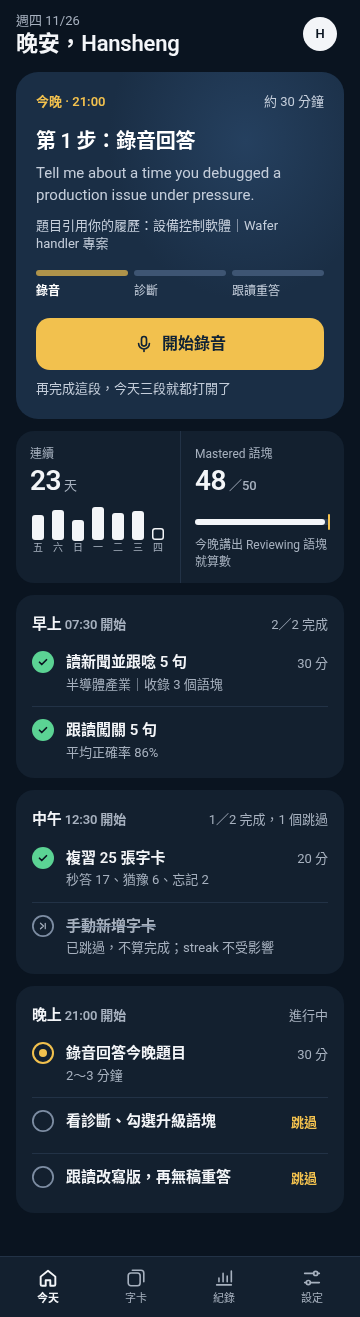 週四 11/26
晚安，Hansheng
H
今晚 · 21:00
約 30 分鐘
第 1 步：錄音回答
Tell me about a time you debugged a
production issue under pressure.
題目引用你的履歷：設備控制軟體｜Wafer
handler 專案
錄音
診斷
跟讀重答
開始錄音
再完成這段，今天三段就都打開了
連續
23 天
五 六 日 一 二 三 四
Mastered 語塊
48 ／50
今晚講出 Reviewing 語塊
就算數
早上 07:30 開始
2／2 完成
讀新聞並跟唸 5 句
30 分
半導體產業｜收錄 3 個語塊
跟讀闖關 5 句
平均正確率 86%
中午 12:30 開始
1／2 完成，1 個跳過
複習 25 張字卡
20 分
秒答 17、猶豫 6、忘記 2
手動新增字卡
已跳過，不算完成；streak 不受影響
晚上 21:00 開始
進行中
錄音回答今晚題目
30 分
2～3 分鐘
看診斷、勾選升級語塊
跳過
跟讀改寫版，再無稿重答
跳過
今天
字卡
紀錄
設定